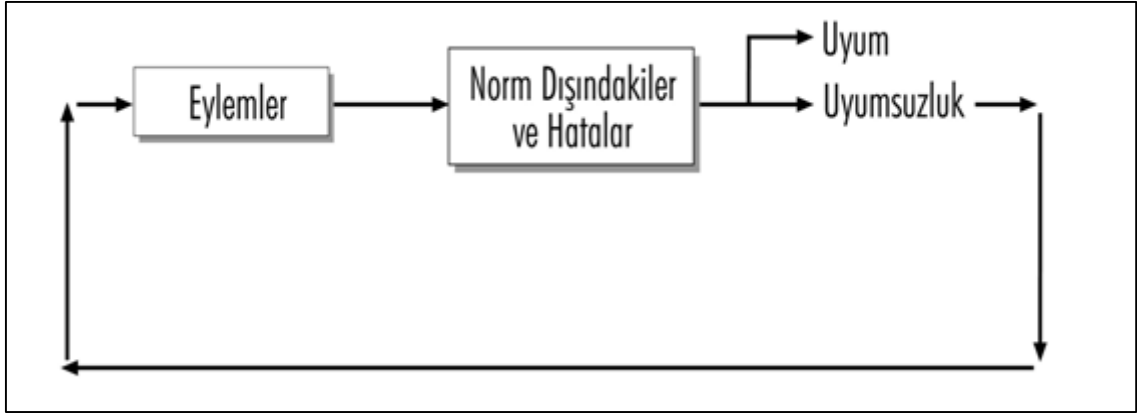 Eylemler
Norm Dışındakiler
ve Hatalar
Uyum
Uyumsuzluk